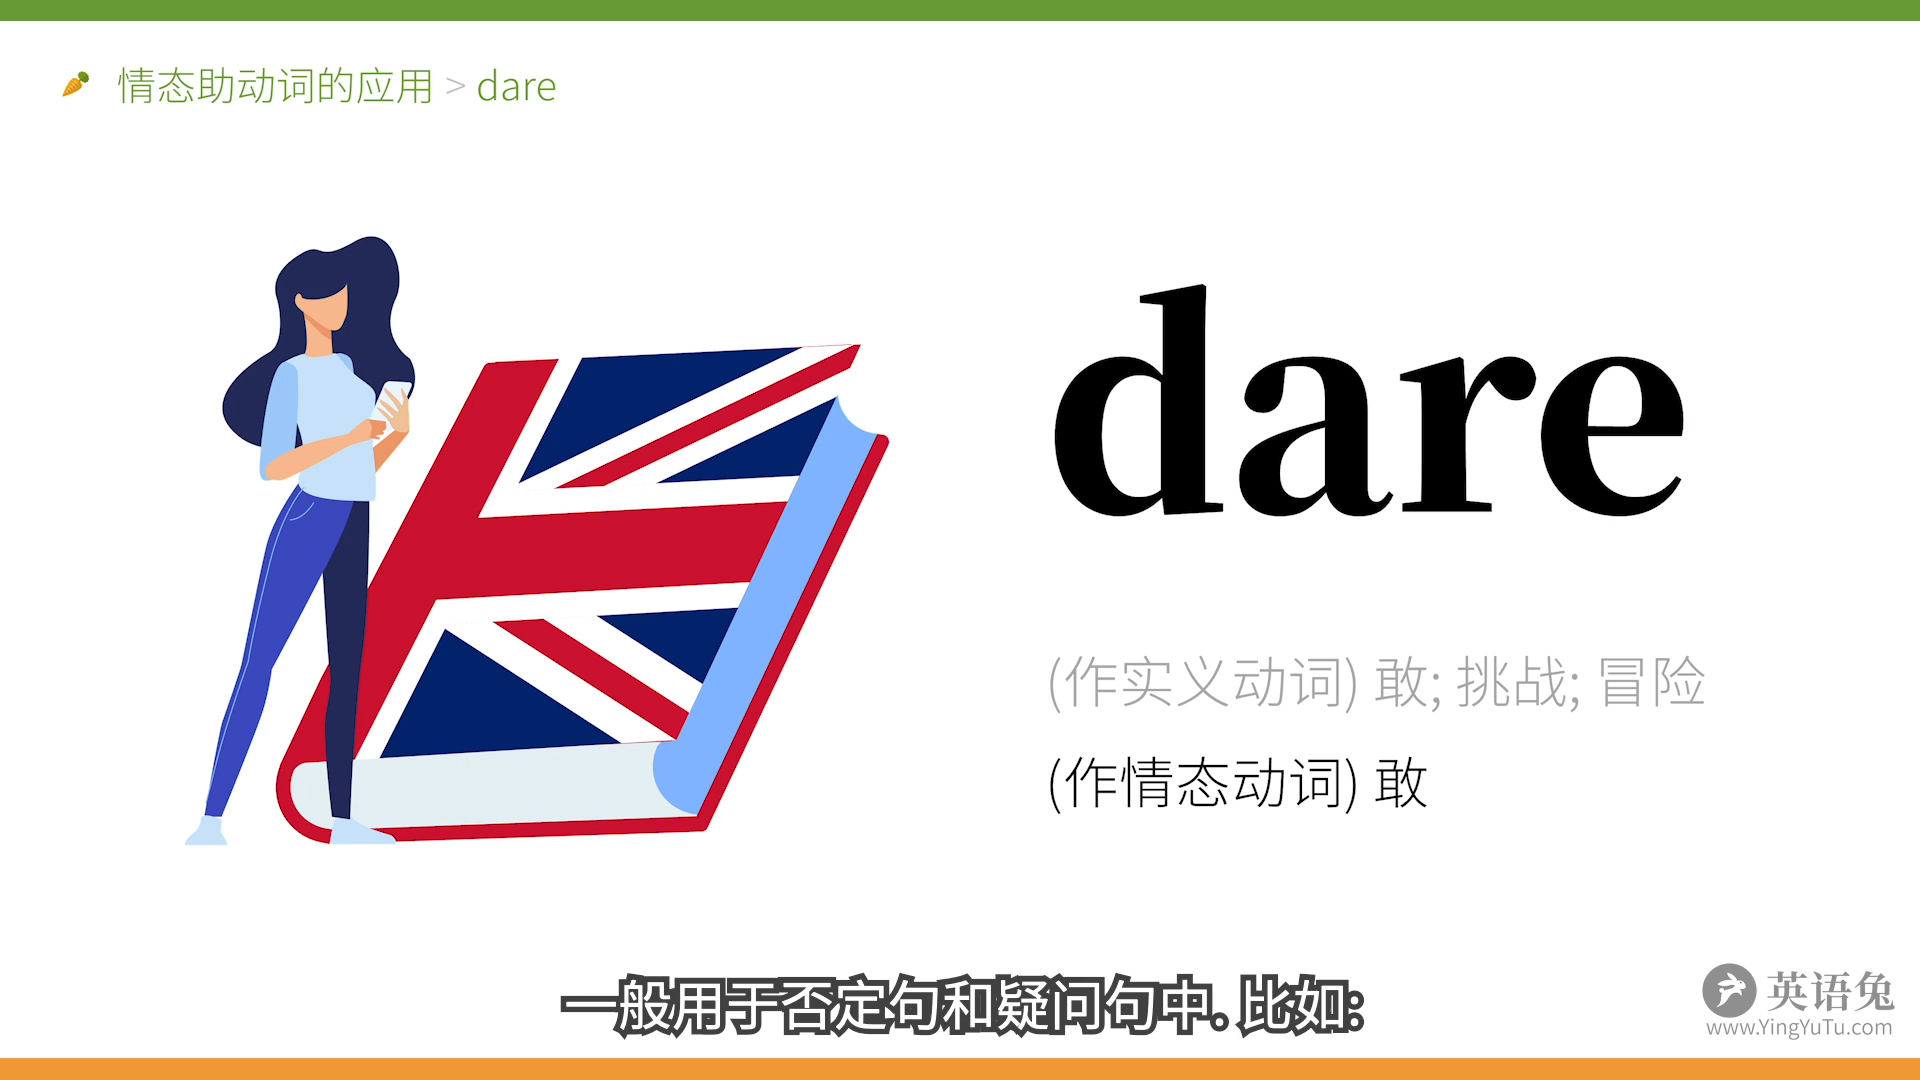 情态助动词的应用 > dare
dare
(作实义动词) 敢; 挑战; 冒险
(作情态动词) 敢
一般用于否定句和疑问句中. 比如:
英语兔
www.YingYuTu.com